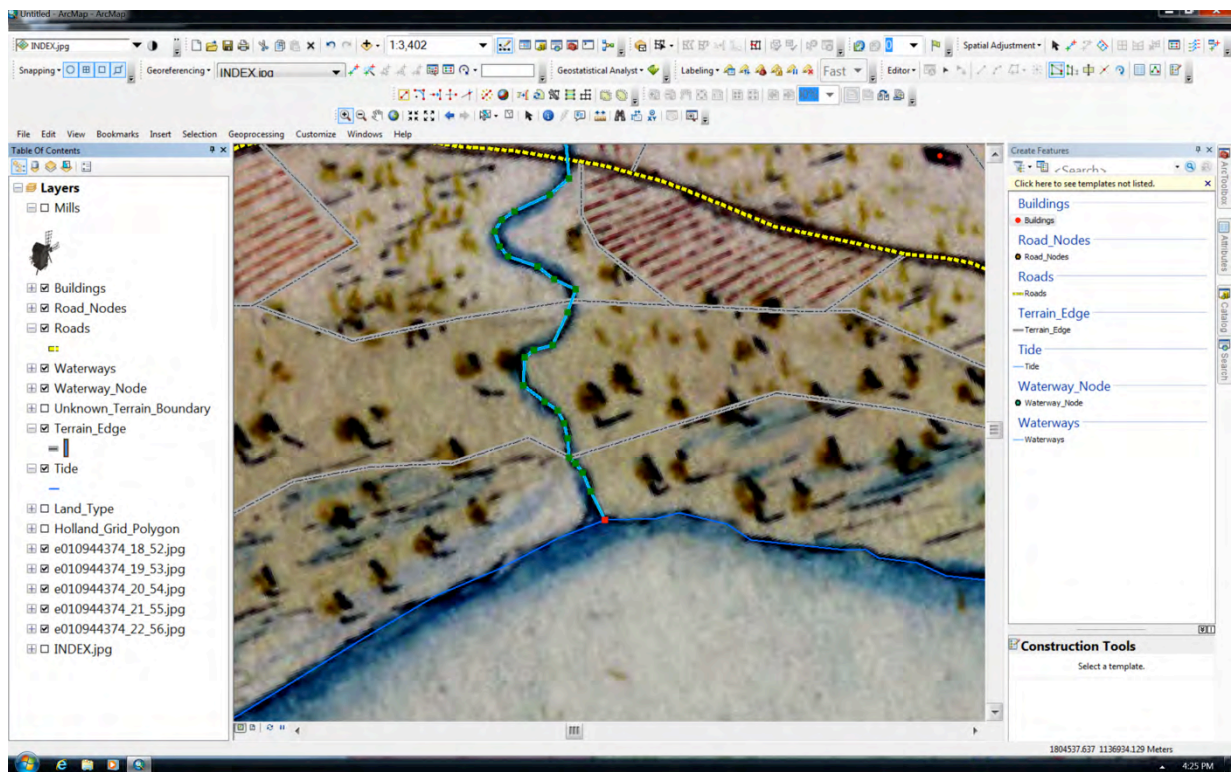 Untitled - ArcMap - ArcMap
INDEX.jpg
1:3,402
Spatial Adjustment
Snapping
Georeferencing
INDEX.jpg
Geostatistical Analyst
Labeling
Fast
Editor
File Edit View Bookmarks Insert Selection Geoprocessing Customize Windows Help
Table Of Contents
Layers
Mills
Buildings
Road_Nodes
Roads
Waterways
Waterway_Node
Unknown_Terrain_Boundary
Terrain_Edge
Tide
Land_Type
Holland_Grid_Polygon
e010944374_18_52.jpg
e010944374_19_53.jpg
e010944374_20_54.jpg
e010944374_21_55.jpg
e010944374_22_56.jpg
INDEX.jpg
Create Features
<Search>
Click here to see templates not listed.
Buildings
Buildings
Road_Nodes
Road_Nodes
Roads
Roads
Terrain_Edge
Terrain_Edge
Tide
Tide
Waterway_Node
Waterway_Node
Waterways
Waterways
Construction Tools
Select a template.
ArcToolbox
Attributes
Catalog
Search
1804537.637 1136934.129 Meters
4:25 PM